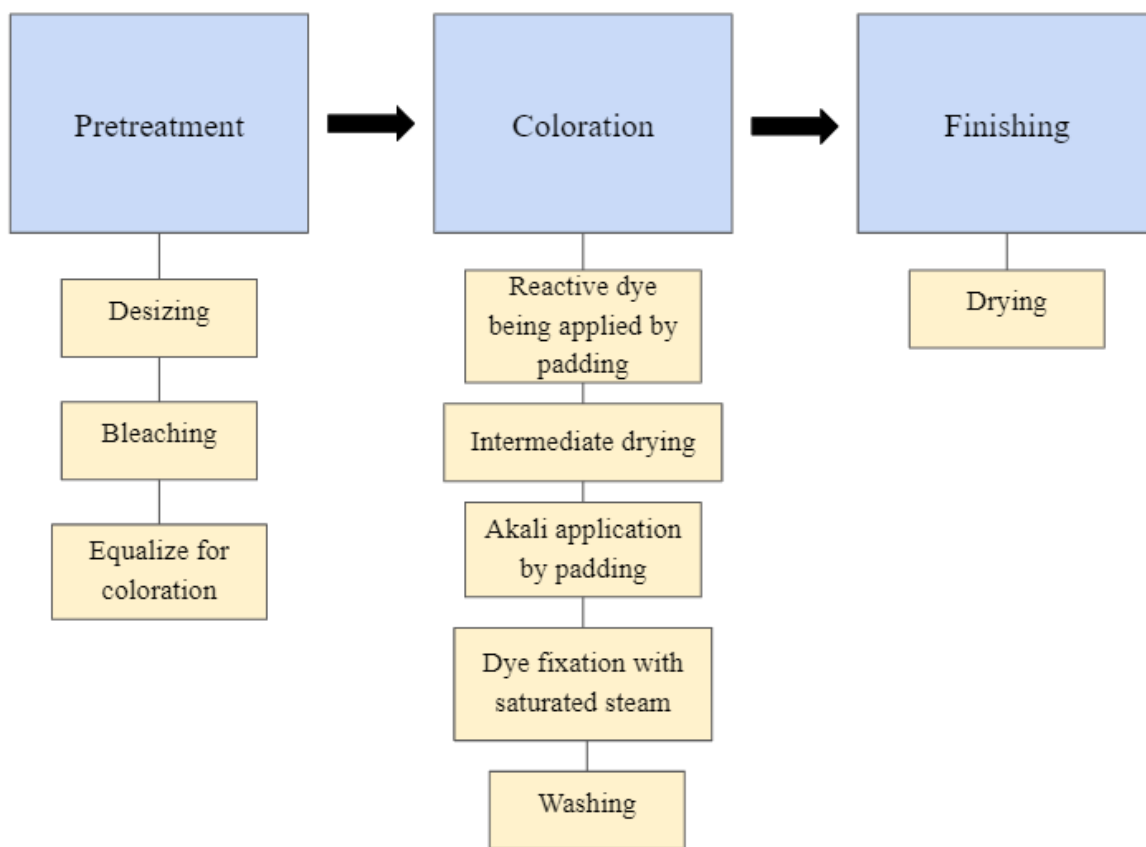 Pretreatment
Desizing
Bleaching
Equalize for
coloration
Coloration
Reactive dye
being applied by
padding
Intermediate drying
Akali application
by padding
Dye fixation with
saturated steam
Washing
Finishing
Drying